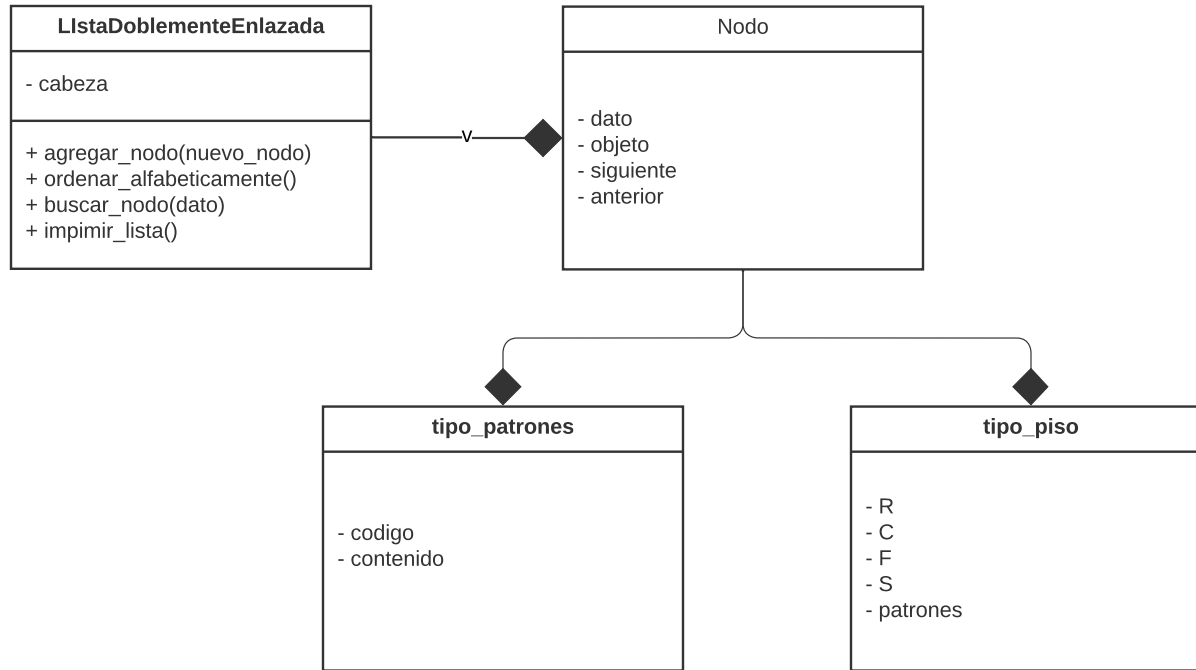 LIstaDoblementeEnlazada
- cabeza
+ agregar_nodo(nuevo_nodo)
+ ordenar_alfabeticamente()
+ buscar_nodo(dato)
+ impimir_lista()
v
Nodo
- dato
- objeto
- siguiente
- anterior
tipo_patrones
- codigo
- contenido
tipo_piso
- R
- C
- F
- S
- patrones